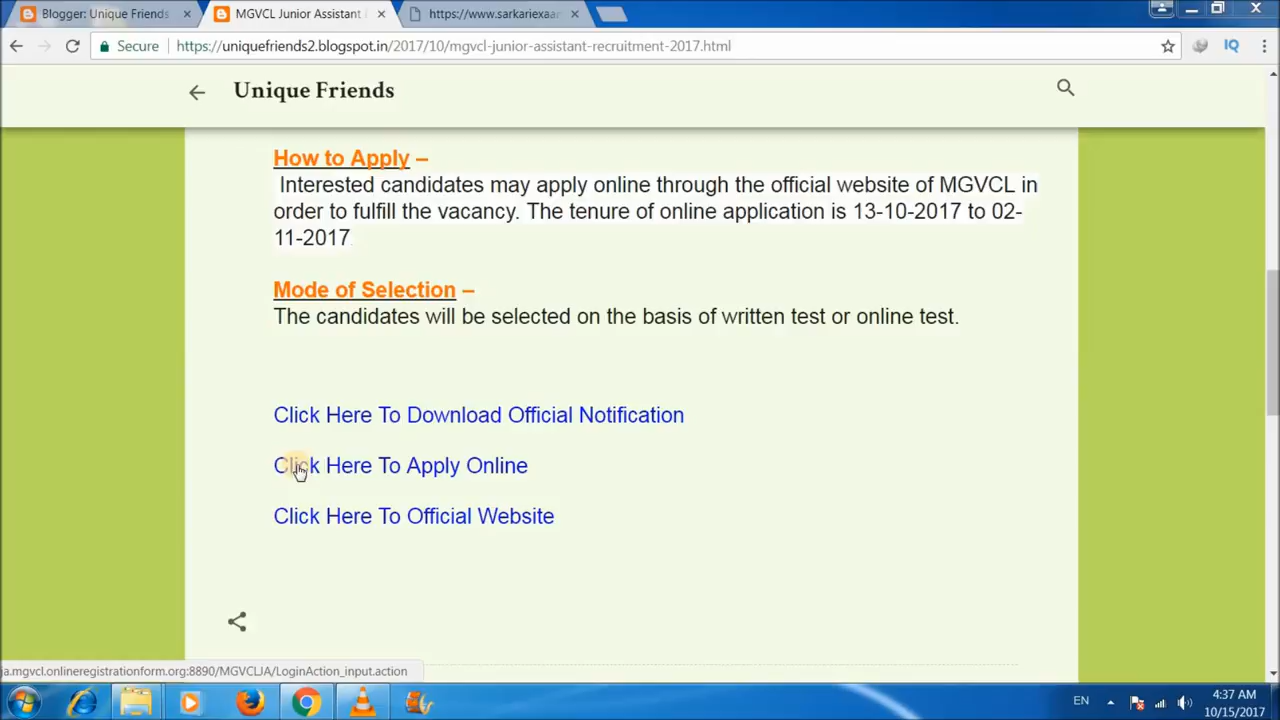 Blogger: Unique Friends
MGVCL Junior Assistant
https://www.sarkariexaar
Secure
https://uniquefriends2.blogspot.in/2017/10/mgvcl-junior-assistant-recruitment-2017.html
IQ
Unique Friends
How to Apply –
Interested candidates may apply online through the official website of MGVCL in
order to fulfill the vacancy. The tenure of online application is 13-10-2017 to 02-
11-2017.
Mode of Selection –
The candidates will be selected on the basis of written test or online test.
Click Here To Download Official Notification
Click Here To Apply Online
Click Here To Official Website
ja.mgvcl.onlineregistrationform.org:8890/MGVCLJA/LoginAction_input.action
EN
4:37 AM
10/15/2017